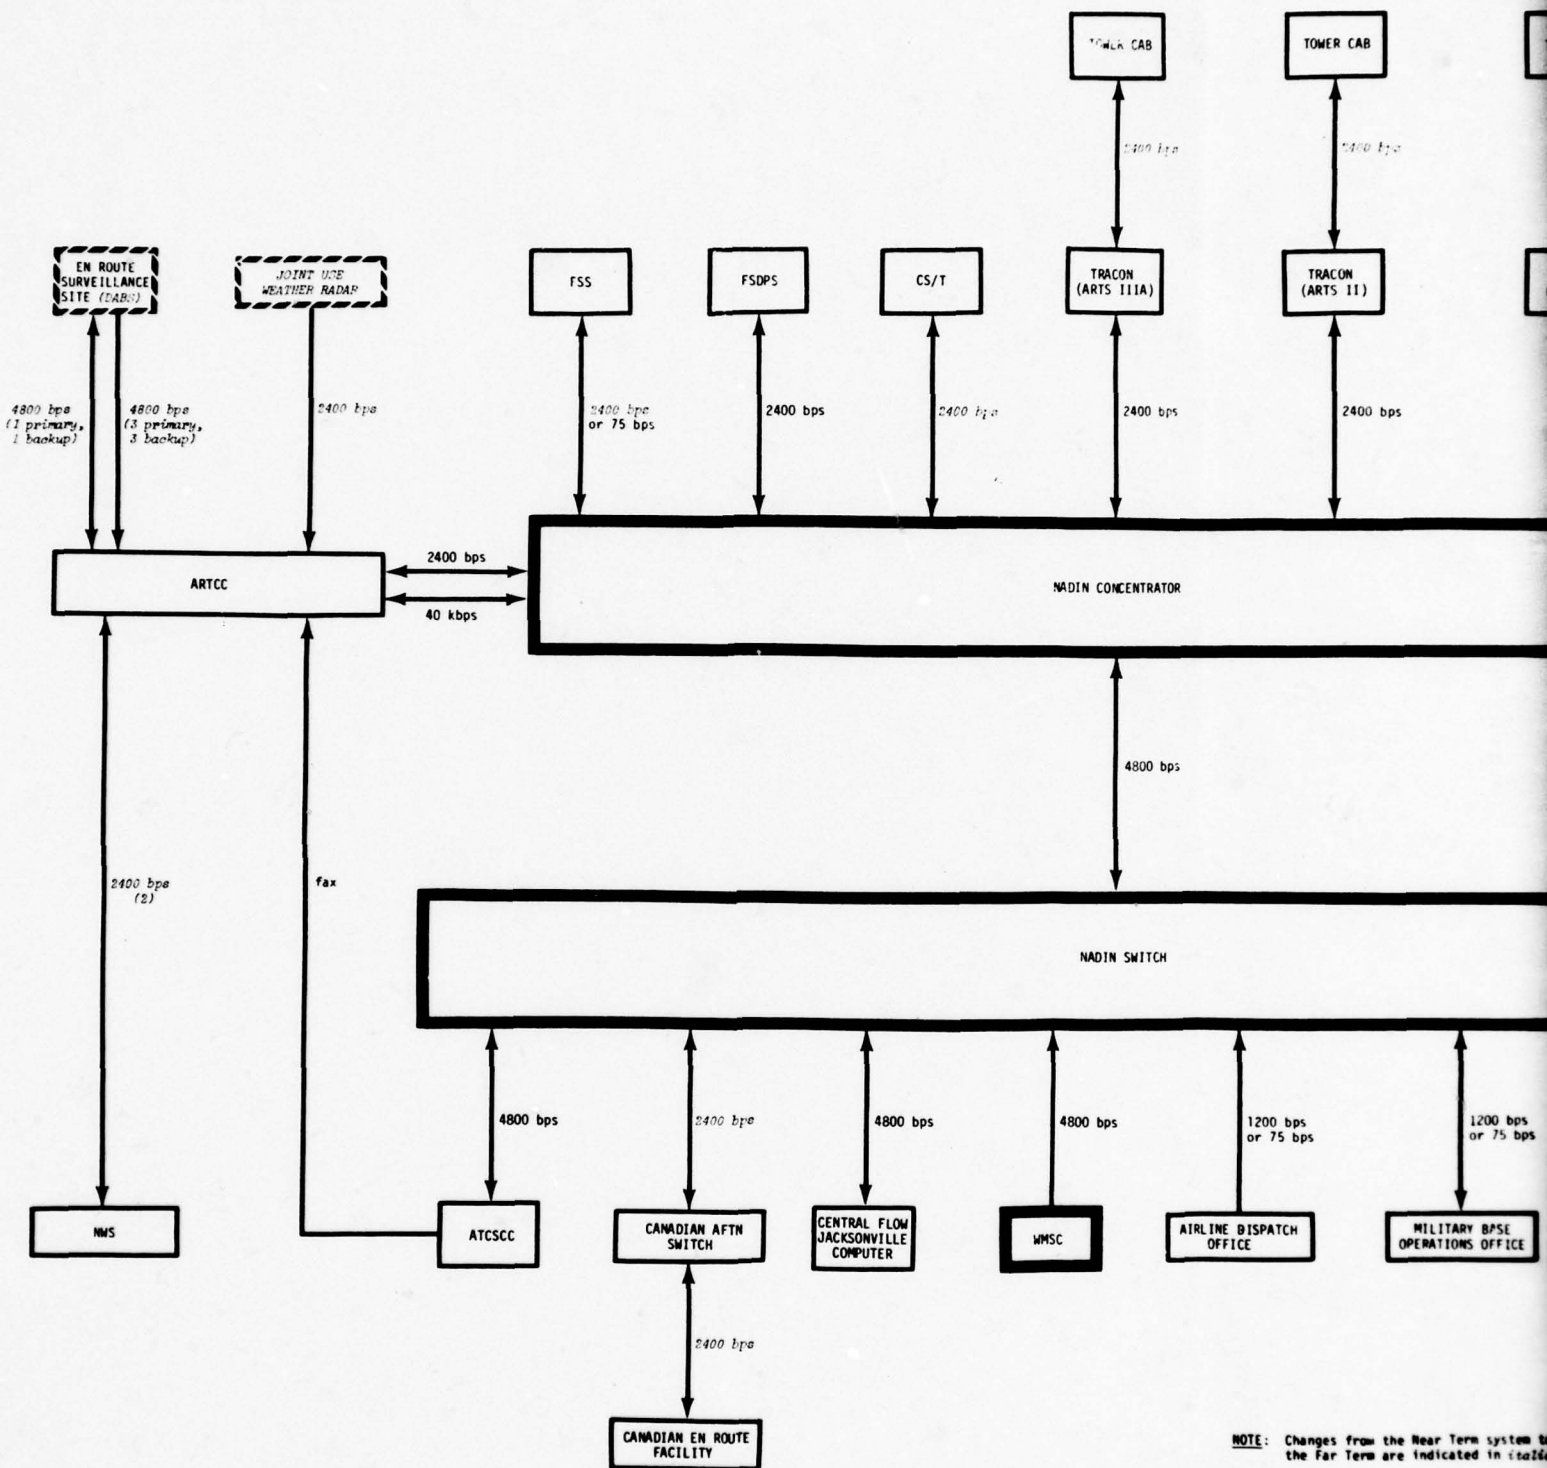 TOWER CAB
TOWER CAB
2400 bps
2400 bps
EN ROUTE
SURVEILLANCE
SITE (DABS)
JOINT USE
WEATHER RADAR
FSS
FSDPS
CS/T
TRACON
(ARTS IIIA)
TRACON
(ARTS II)
4800 bps
(1 primary,
1 backup)
4800 bps
(3 primary,
3 backup)
2400 bps
2400 bps
or 75 bps
2400 bps
2400 bps
2400 bps
2400 bps
ARTCC
2400 bps
40 kbps
NADIN CONCENTRATOR
4800 bps
2400 bps
(2)
fax
NADIN SWITCH
4800 bps
2400 bps
4800 bps
4800 bps
1200 bps
or 75 bps
1200 bps
or 75 bps
NWS
ATCSCC
CANADIAN AFTN
SWITCH
CENTRAL FLOW
JACKSONVILLE
COMPUTER
WMSC
AIRLINE DISPATCH
OFFICE
MILITARY BASE
OPERATIONS OFFICE
2400 bps
CANADIAN EN ROUTE
FACILITY
NOTE: Changes from the Near Term system
the Far Term are indicated in